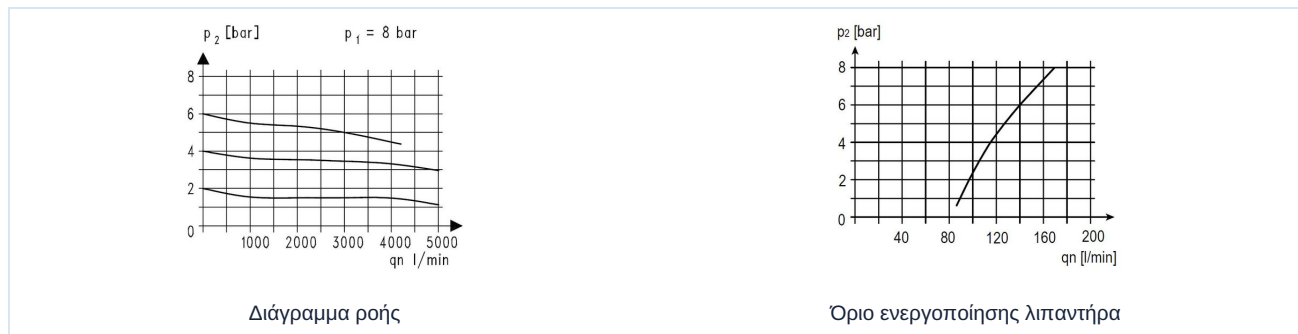 p 2 [bar]
p 1 = 8 bar
8
6
4
2
0
1000 2000 3000 4000 5000
qn l/min
Διάγραμμα ροής
p2 [bar]
8
6
4
2
0
40 80 120 160 200
qn [l/min]
Όριο ενεργοποίησης λιπαντήρα